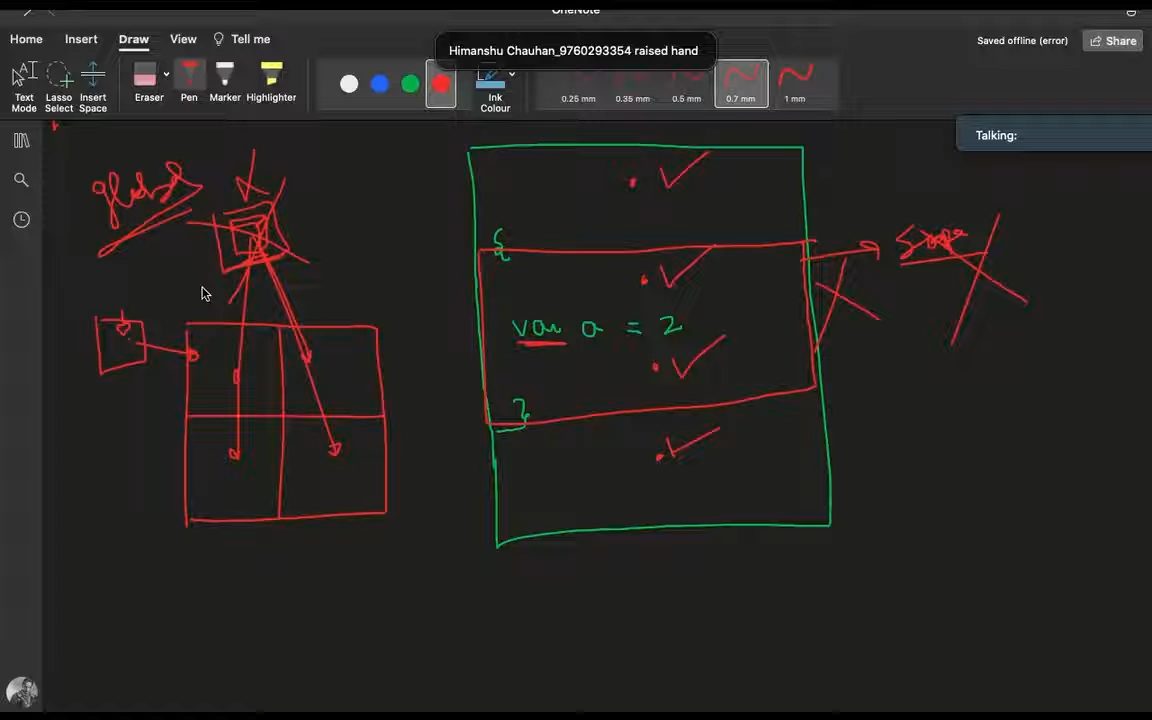 OneNote
Himanshu Chauhan_9760293354 raised hand
Home Insert Draw View Tell me
Saved offline (error) Share
Text Mode
Lasso Select
Insert Space
Eraser
Pen
Marker
Highlighter
Ink Colour
0.25 mm 0.35 mm 0.5 mm 0.7 mm 1 mm
Talking:
global
{
var a = 2
}